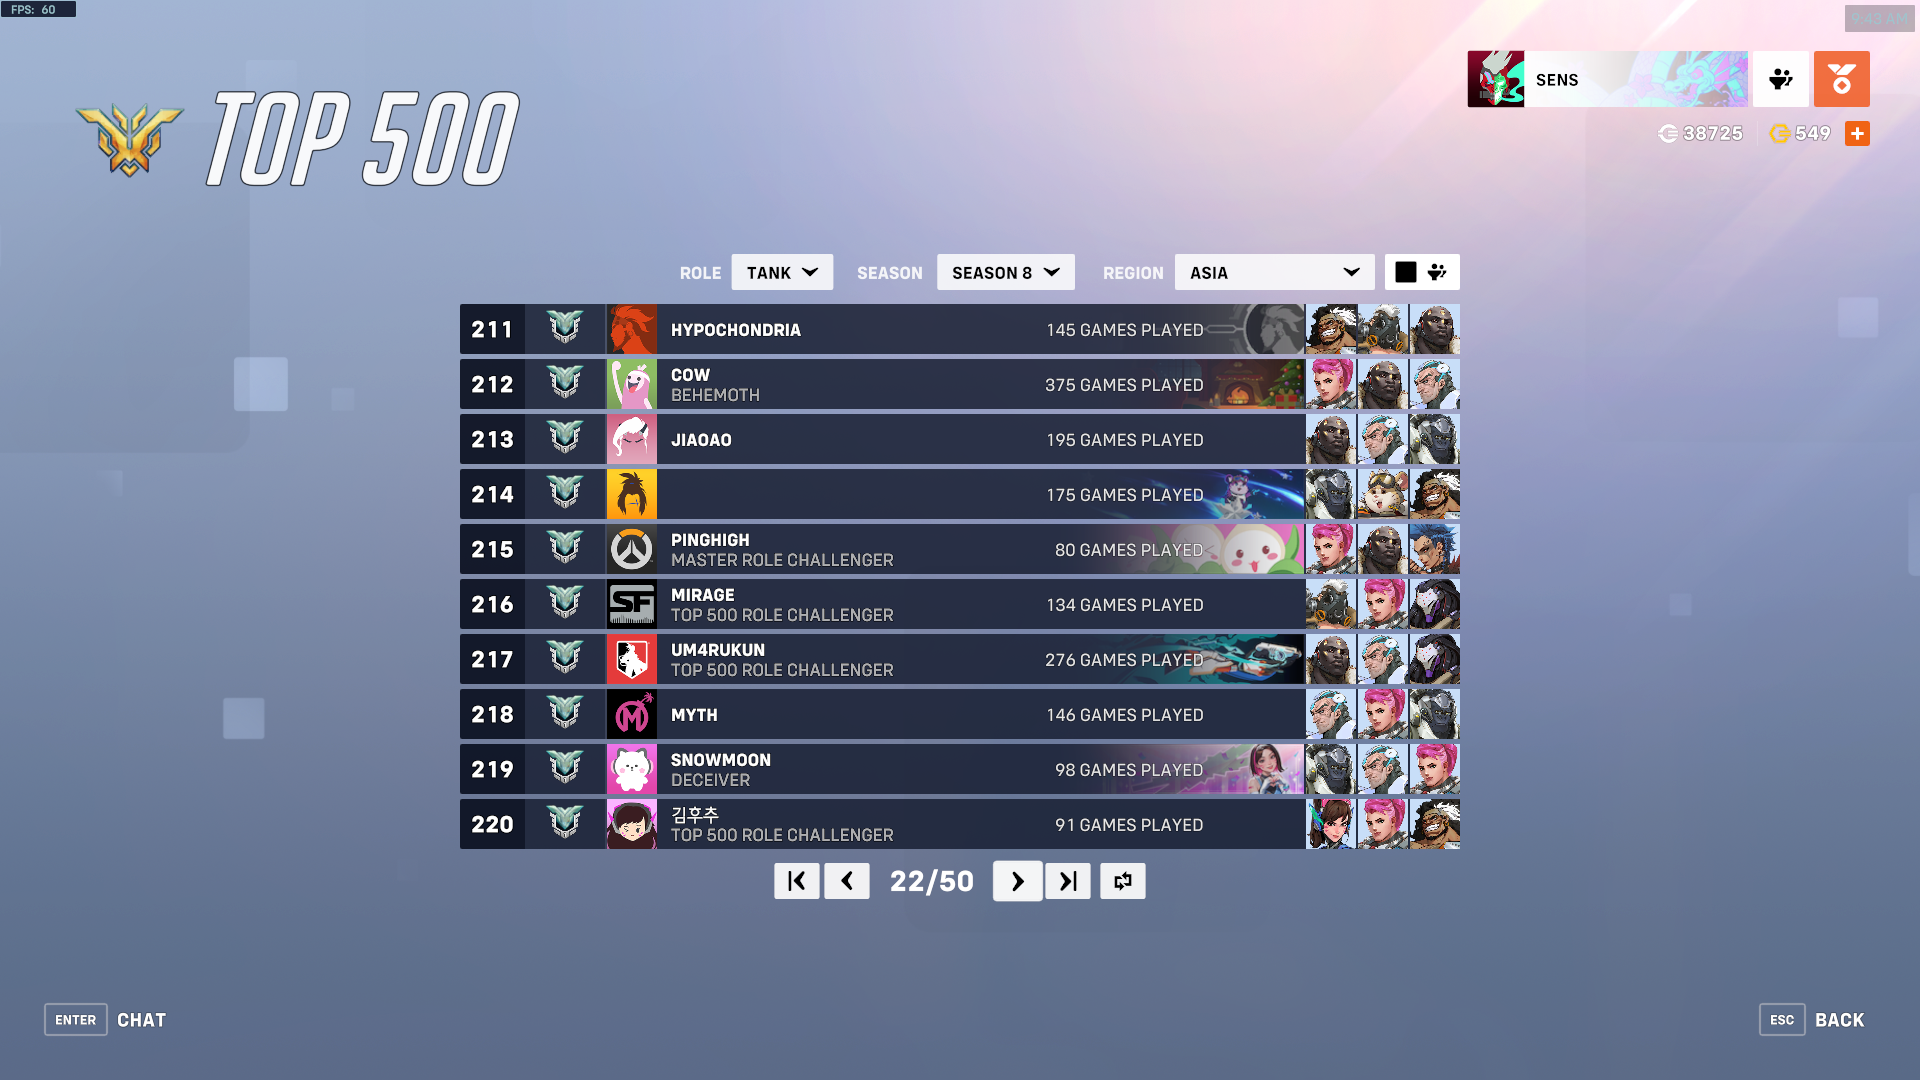 FPS: 60
9:43 AM
TOP 500
SENS
38725
549
ROLE TANK SEASON SEASON 8 REGION ASIA
211 HYPOCHONDRIA 145 GAMES PLAYED
212 COW 375 GAMES PLAYED
BEHEMOTH
213 JIAOAO 195 GAMES PLAYED
214 175 GAMES PLAYED
215 PINGHIGH 80 GAMES PLAYED
MASTER ROLE CHALLENGER
216 SF MIRAGE 134 GAMES PLAYED
TOP 500 ROLE CHALLENGER
217 UM4RUKUN 276 GAMES PLAYED
TOP 500 ROLE CHALLENGER
218 M MYTH 146 GAMES PLAYED
219 SNOWMOON 98 GAMES PLAYED
DECEIVER
220 김후추 91 GAMES PLAYED
TOP 500 ROLE CHALLENGER
22/50
ENTER CHAT
ESC BACK